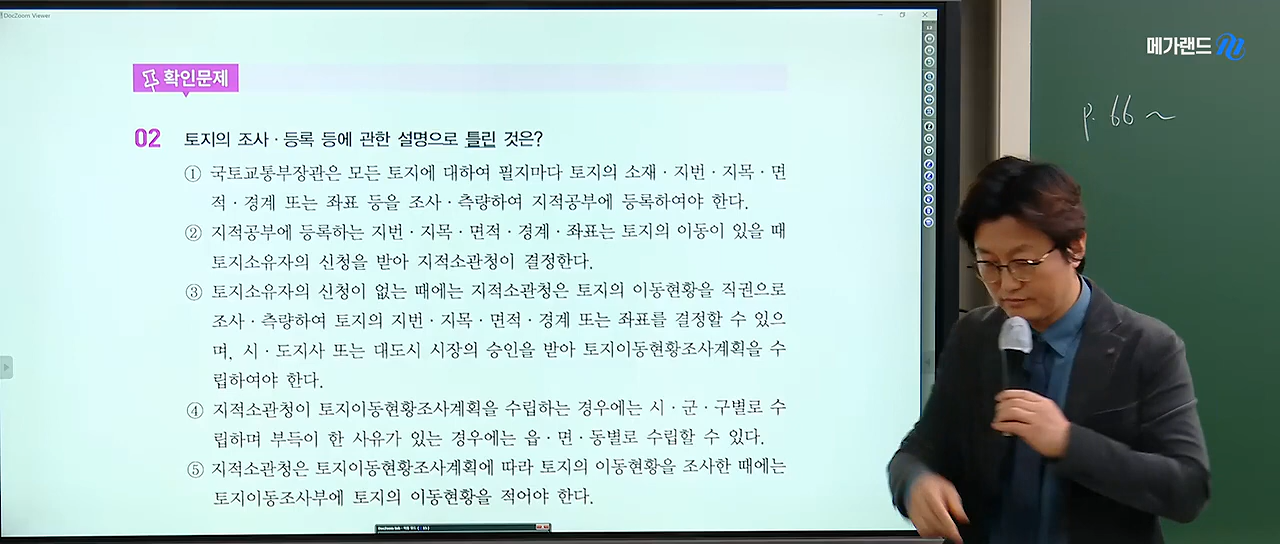 DocZoom Viewer
메가랜드
확인문제
p. 66 ~
02 토지의 조사 · 등록 등에 관한 설명으로 틀린 것은?
① 국토교통부장관은 모든 토지에 대하여 필지마다 토지의 소재 · 지번 · 지목 · 면
적 · 경계 또는 좌표 등을 조사 · 측량하여 지적공부에 등록하여야 한다.
② 지적공부에 등록하는 지번 · 지목 · 면적 · 경계 · 좌표는 토지의 이동이 있을 때
토지소유자의 신청을 받아 지적소관청이 결정한다.
③ 토지소유자의 신청이 없는 때에는 지적소관청은 토지의 이동현황을 직권으로
조사 · 측량하여 토지의 지번 · 지목 · 면적 · 경계 또는 좌표를 결정할 수 있으
며, 시 · 도지사 또는 대도시 시장의 승인을 받아 토지이동현황조사계획을 수
립하여야 한다.
④ 지적소관청이 토지이동현황조사계획을 수립하는 경우에는 시 · 군 · 구별로 수
립하며 부득이 한 사유가 있는 경우에는 읍 · 면 · 동별로 수립할 수 있다.
⑤ 지적소관청은 토지이동현황조사계획에 따라 토지의 이동현황을 조사한 때에는
토지이동조사부에 토지의 이동현황을 적어야 한다.